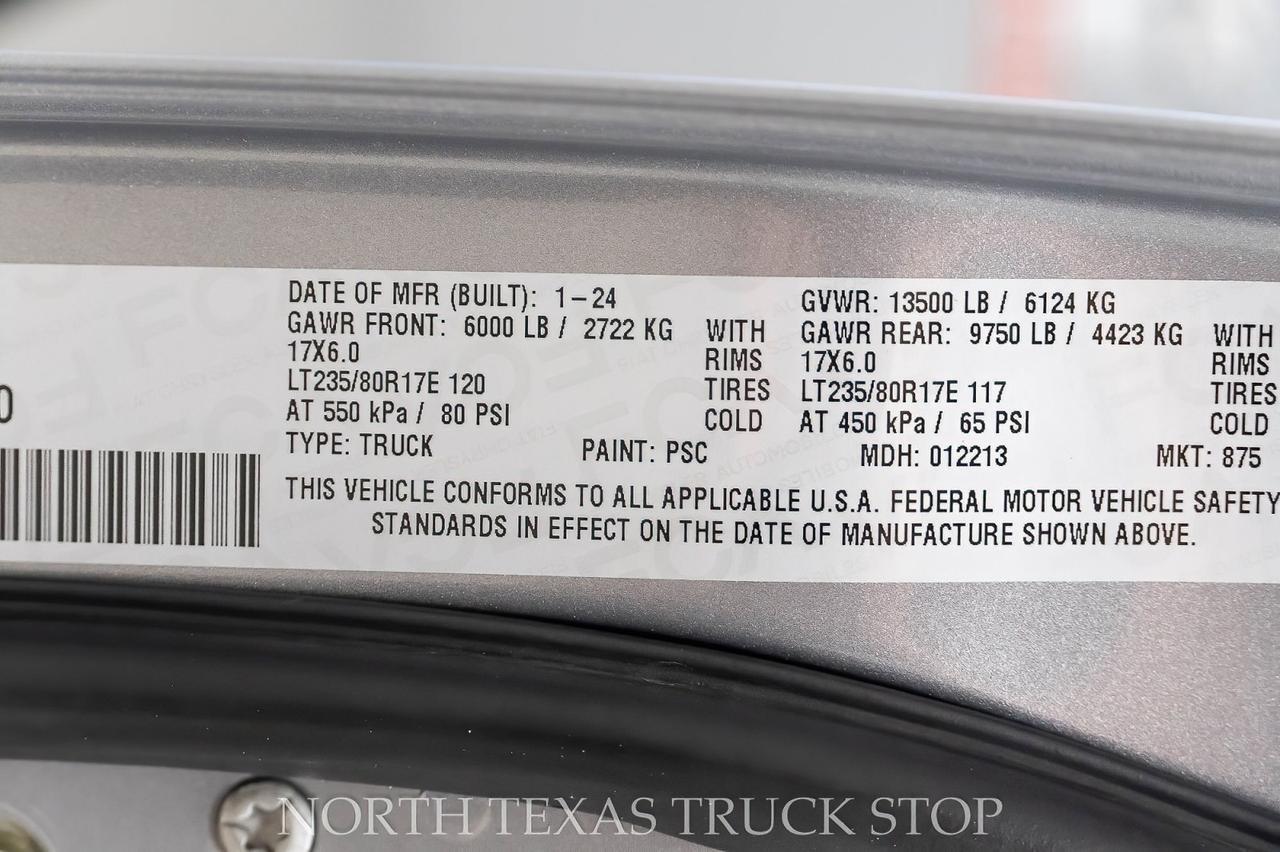 DATE OF MFR (BUILT): 1-24 GVWR: 13500 LB / 6124 KG
GAWR FRONT: 6000 LB / 2722 KG WITH GAWR REAR: 9750 LB / 4423 KG WITH
17X6.0 RIMS 17X6.0 RIMS
LT235/80R17E 120 TIRES LT235/80R17E 117 TIRES
0 AT 550 kPa / 80 PSI COLD AT 450 kPa / 65 PSI COLD
TYPE: TRUCK PAINT: PSC MDH: 012213 MKT: 875
THIS VEHICLE CONFORMS TO ALL APPLICABLE U.S.A. FEDERAL MOTOR VEHICLE SAFETY
STANDARDS IN EFFECT ON THE DATE OF MANUFACTURE SHOWN ABOVE.
NORTH TEXAS TRUCK STOP